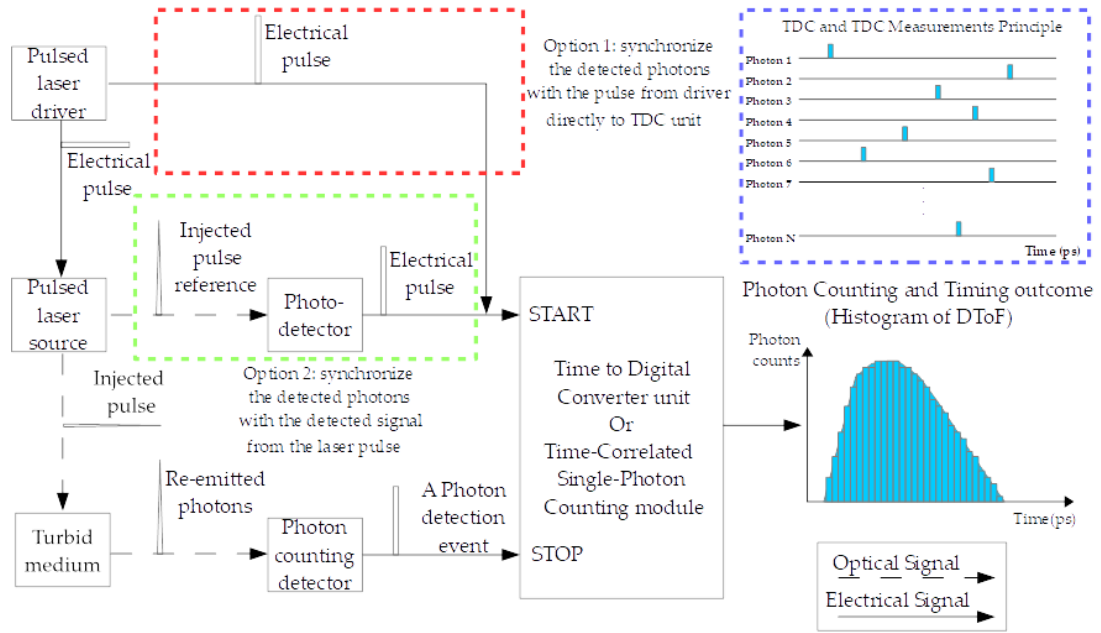 Pulsed
laser
driver
Electrical
pulse
Option 1: synchronize
the detected photons
with the pulse from driver
directly to TDC unit
TDC and TDC Measurements Principle
Photon 1
Photon 2
Photon 3
Photon 4
Photon 5
Photon 6
Photon 7
Photon N
Time (ps)
Electrical
pulse
Injected
pulse
reference
Electrical
pulse
Pulsed
laser
source
Photo-
detector
START
Time to Digital
Converter unit
Or
Time-Correlated
Single-Photon
Counting module
STOP
Photon Counting and Timing outcome
(Histogram of DToF)
Photon
counts
Time(ps)
Injected
pulse
Option 2: synchronize
the detected photons
with the detected signal
from the laser pulse
Re-emitted
photons
A Photon
detection
event
Turbid
medium
Photon
counting
detector
Optical Signal
Electrical Signal